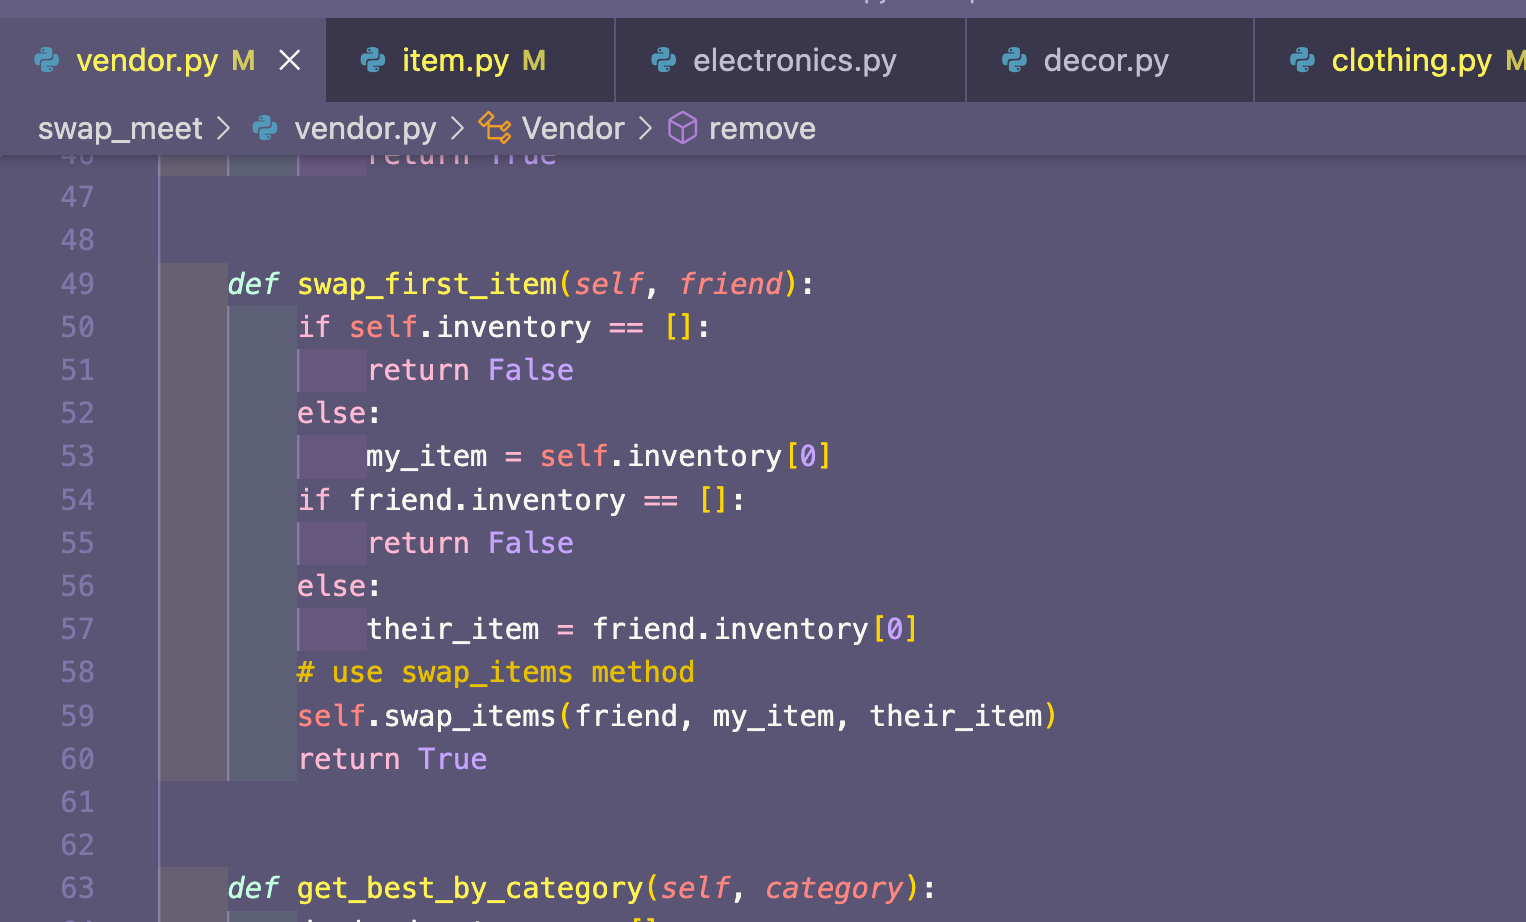 vendor.py M × item.py M electronics.py decor.py clothing.py M
swap_meet > vendor.py > Vendor > remove
46 return True
47
48
49 def swap_first_item(self, friend):
50 if self.inventory == []:
51 return False
52 else:
53 my_item = self.inventory[0]
54 if friend.inventory == []:
55 return False
56 else:
57 their_item = friend.inventory[0]
58 # use swap_items method
59 self.swap_items(friend, my_item, their_item)
60 return True
61
62
63 def get_best_by_category(self, category):